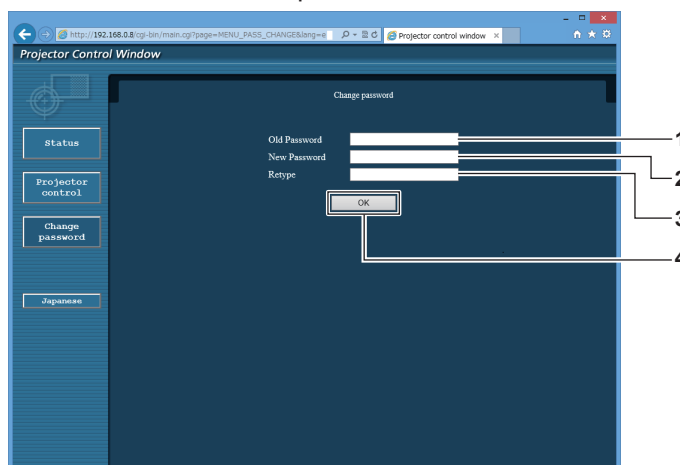 http://192.168.0.8/cgi-bin/main.cgi?page=MENU_PASS_CHANGE&lang=e
Projector control window
Projector Control Window
Change password
Status
Projector
control
Change
password
Japanese
Old Password
New Password
Retype
OK
1
2
3
4